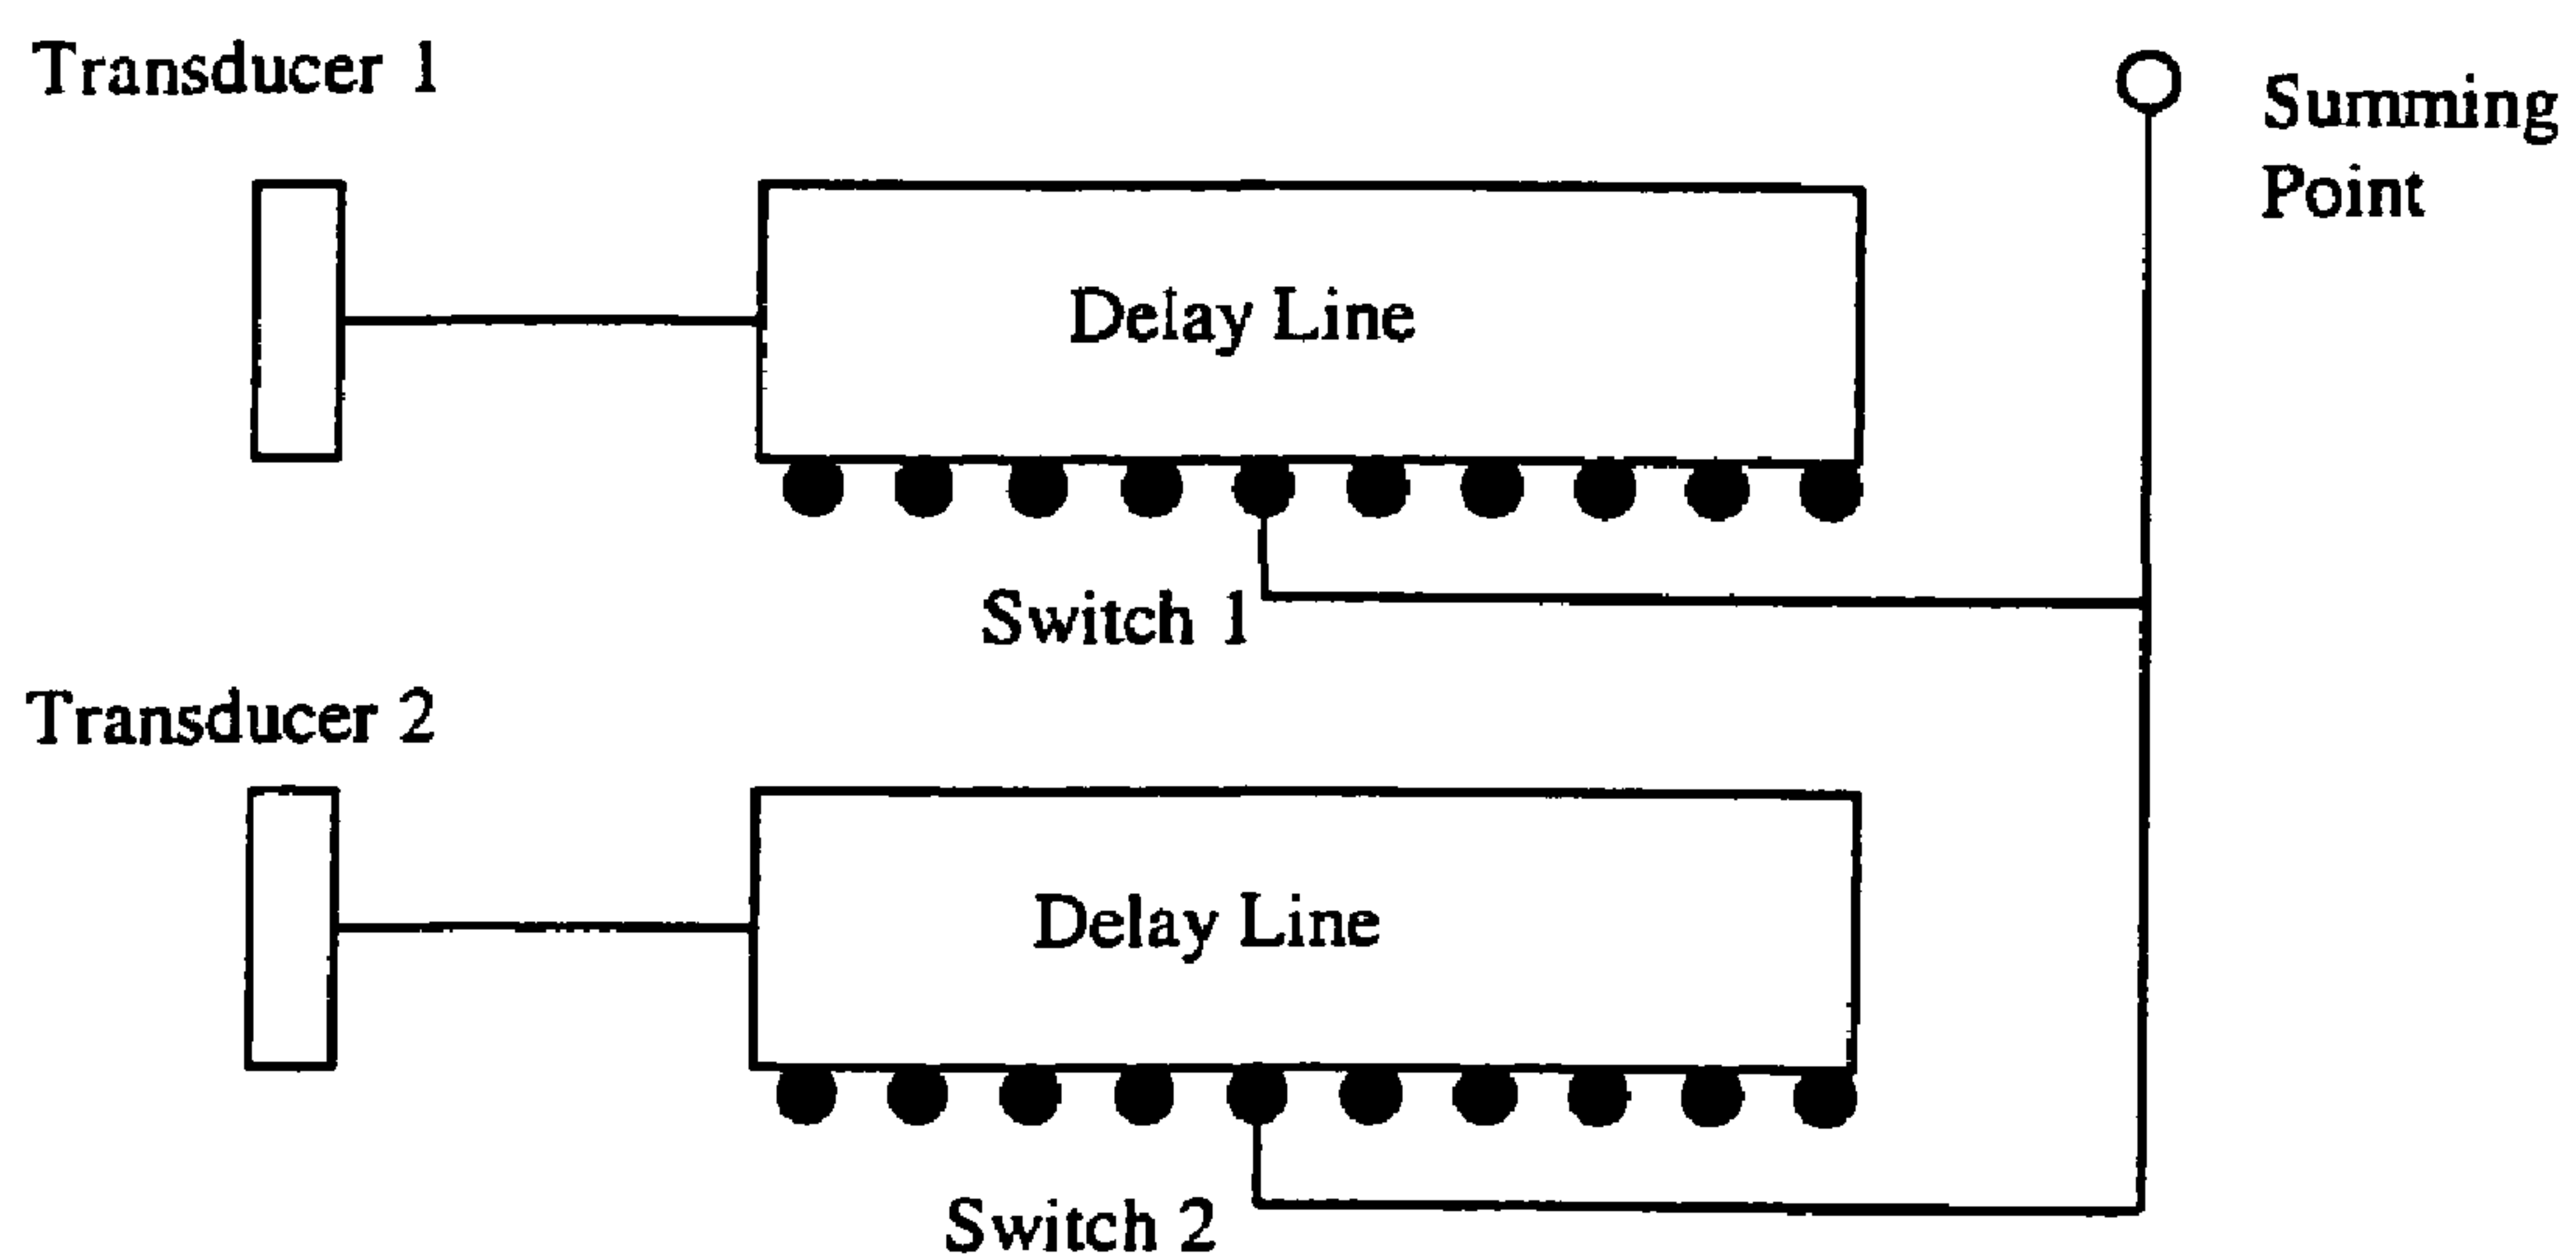 Transducer 1
Summing
Point
Delay Line
Switch 1
Transducer 2
Delay Line
Switch 2